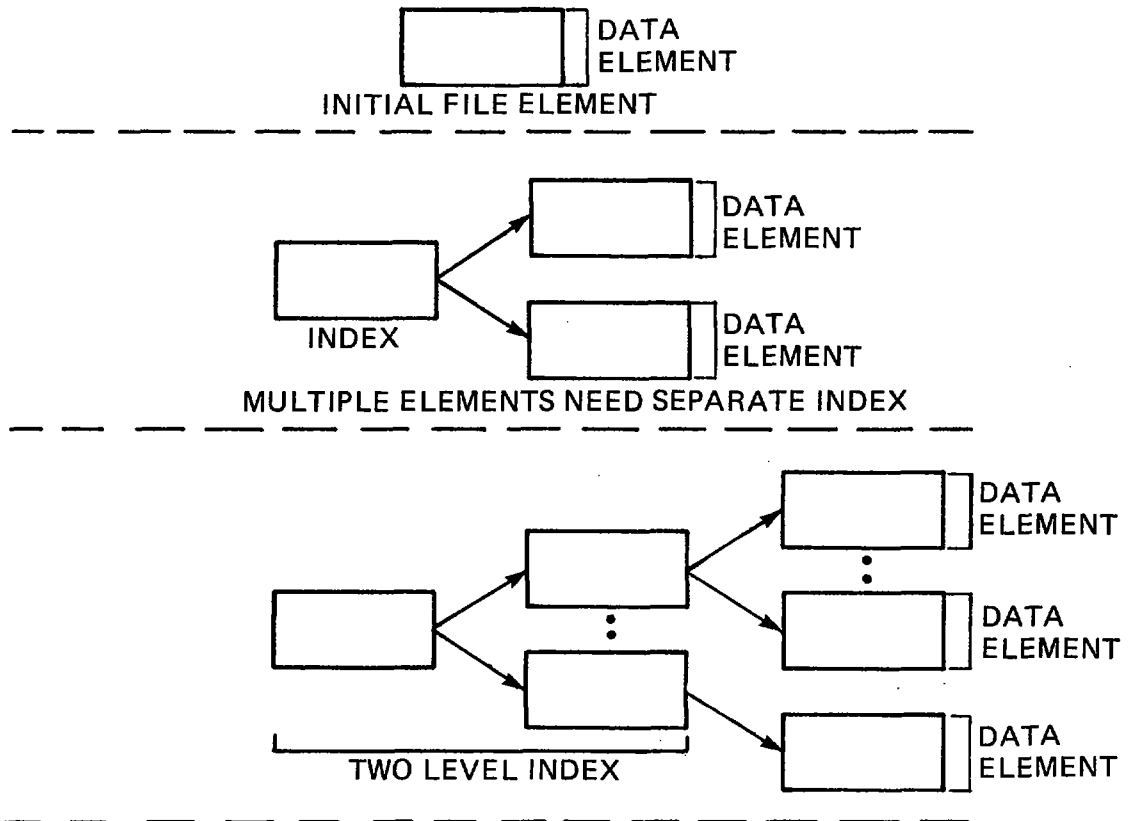 DATA
ELEMENT
INITIAL FILE ELEMENT
DATA
ELEMENT
INDEX
DATA
ELEMENT
MULTIPLE ELEMENTS NEED SEPARATE INDEX
DATA
ELEMENT
DATA
ELEMENT
DATA
ELEMENT
TWO LEVEL INDEX